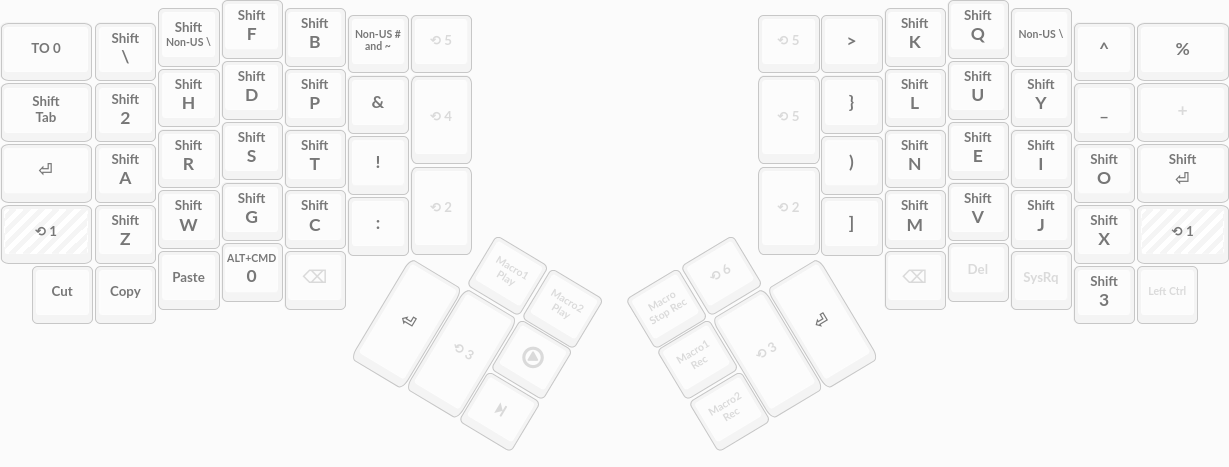 TO 0
Shift
\
Shift
Non-US \
Shift
F
Shift
B
Non-US #
and ~
⟲ 5
⟲ 5
>
Shift
K
Shift
Q
Non-US \
^
%
Shift
Tab
Shift
2
Shift
H
Shift
D
Shift
P
&
⟲ 4
⟲ 5
}
Shift
L
Shift
U
Shift
Y
_
+
⏎
Shift
A
Shift
R
Shift
S
Shift
T
!
)
Shift
N
Shift
E
Shift
I
Shift
O
Shift
⏎
⟲ 1
Shift
Z
Shift
W
Shift
G
Shift
C
:
⟲ 2
⟲ 2
]
Shift
M
Shift
V
Shift
J
Shift
X
⟲ 1
Cut
Copy
Paste
ALT+CMD
0
⌫
⌫
Del
SysRq
Shift
3
Left Ctrl
Macro1
Play
Macro2
Play
⏎
⟲ 3
Macro
Stop Rec
⟲ 6
Macro1
Rec
⟲ 3
⏎
Macro2
Rec